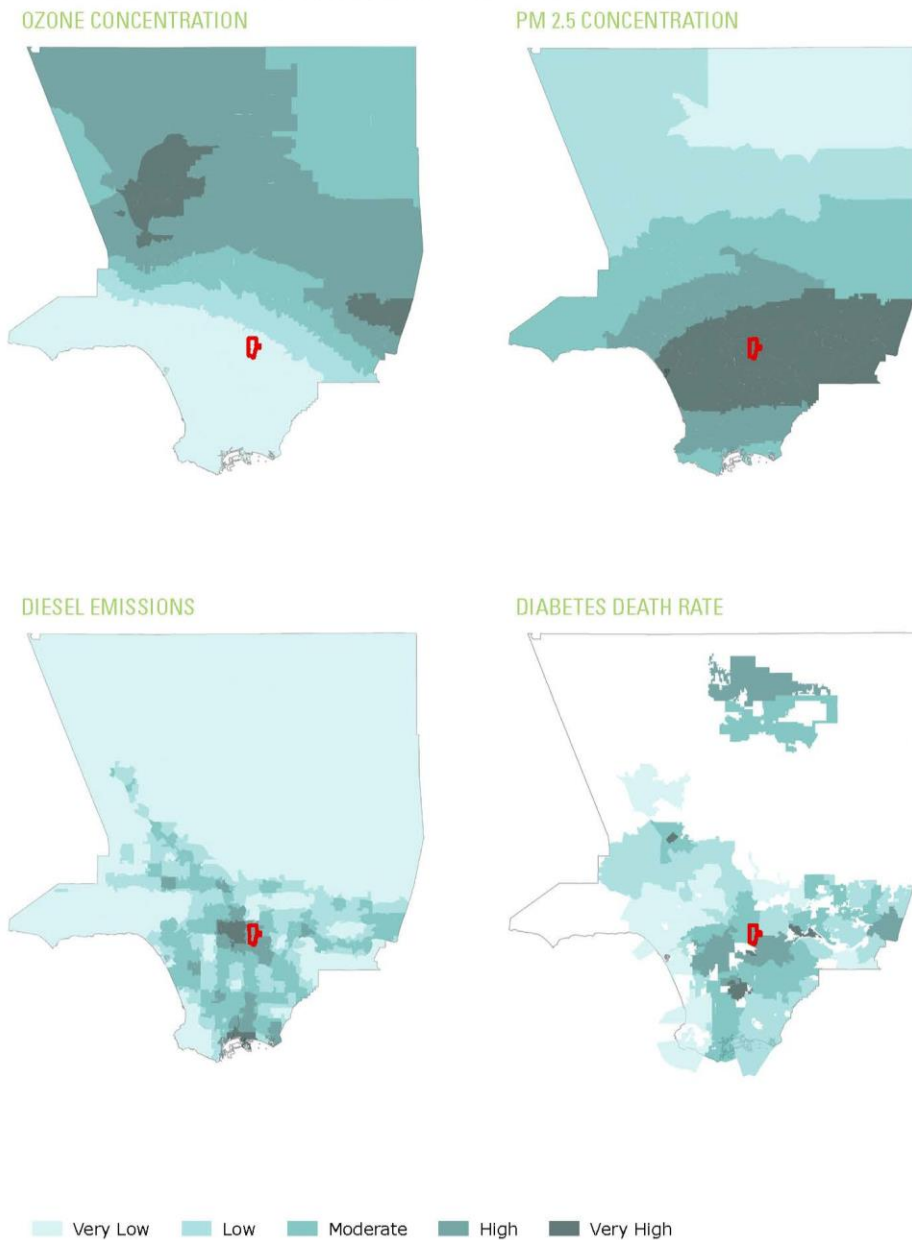 OZONE CONCENTRATION
PM 2.5 CONCENTRATION
DIESEL EMISSIONS
DIABETES DEATH RATE
Very Low
Low
Moderate
High
Very High